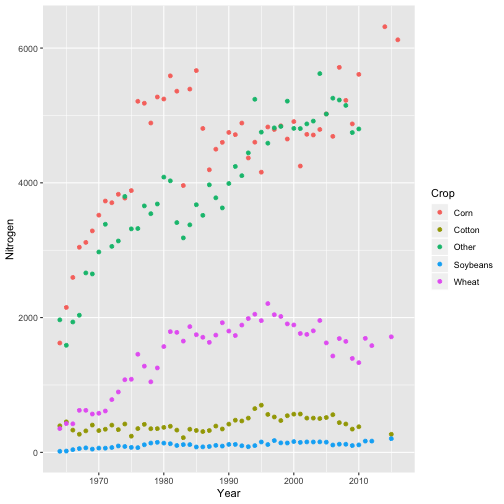 6000
4000
2000
0
Nitrogen
1970
1980
1990
2000
2010
Year
Crop
Corn
Cotton
Other
Soybeans
Wheat